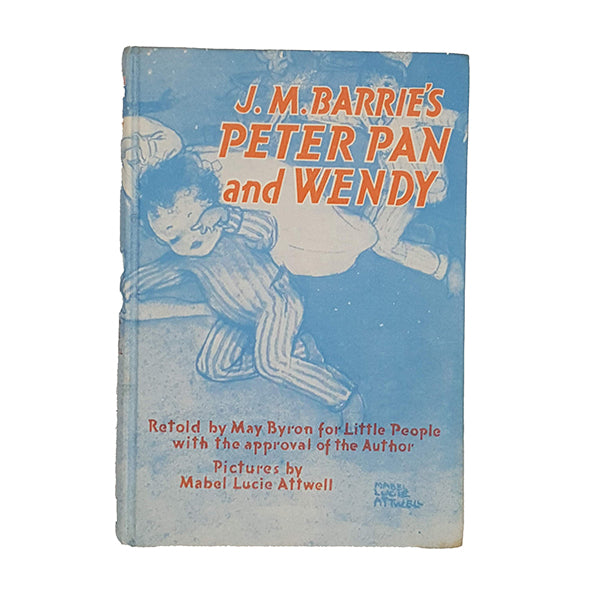 J. M. BARRIE'S
PETER PAN
and WENDY
Retold by May Byron for Little People
with the approval of the Author
Pictures by
Mabel Lucie Attwell
MABEL
LUCIE
ATTWELL